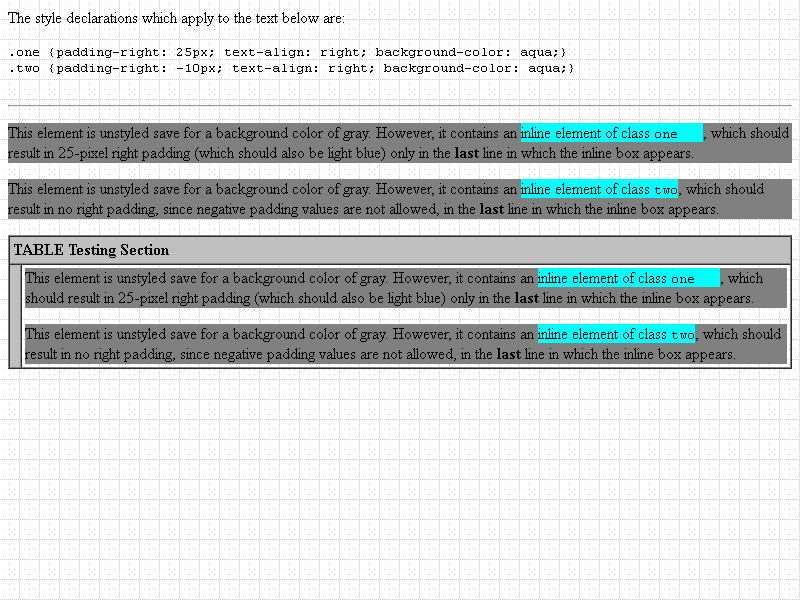 The style declarations which apply to the text below are:
.one {padding-right: 25px; text-align: right; background-color: aqua;}
.two {padding-right: -10px; text-align: right; background-color: aqua;}
This element is unstyled save for a background color of gray. However, it contains an inline element of class one, which should
result in 25-pixel right padding (which should also be light blue) only in the last line in which the inline box appears.
This element is unstyled save for a background color of gray. However, it contains an inline element of class two, which should
result in no right padding, since negative padding values are not allowed, in the last line in which the inline box appears.
TABLE Testing Section
This element is unstyled save for a background color of gray. However, it contains an inline element of class one, which
should result in 25-pixel right padding (which should also be light blue) only in the last line in which the inline box appears.
This element is unstyled save for a background color of gray. However, it contains an inline element of class two, which should
result in no right padding, since negative padding values are not allowed, in the last line in which the inline box appears.